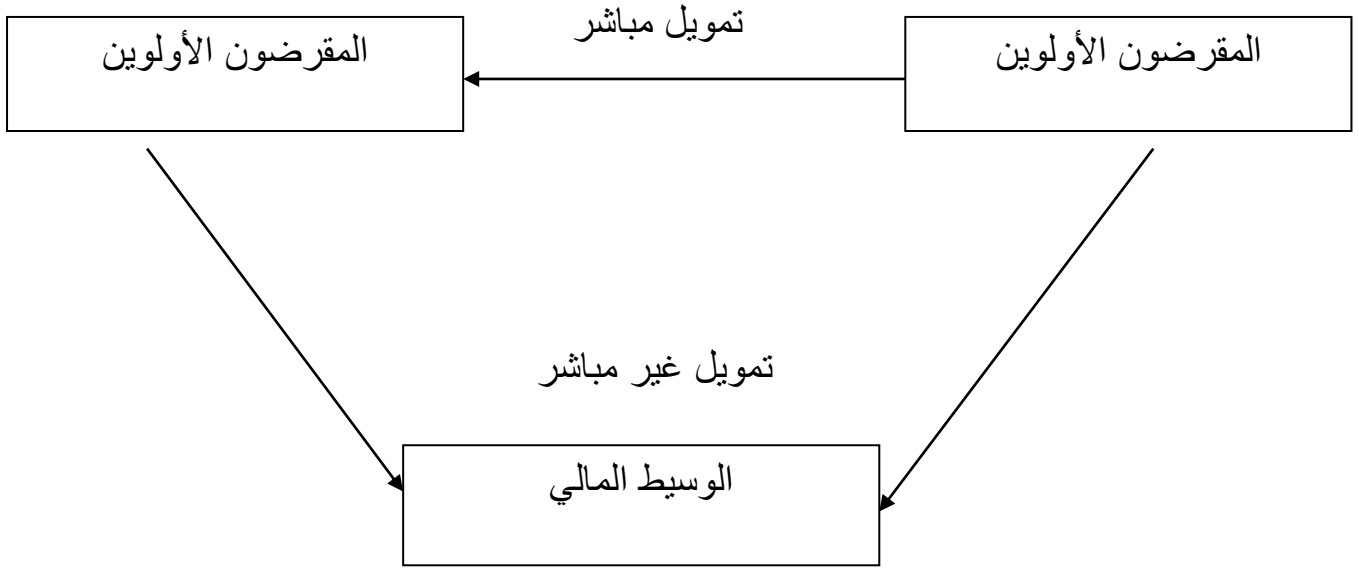 تمويل مباشر
المقرضون الأولوين
المقرضون الأولوين
تمويل غير مباشر
الوسيط المالي